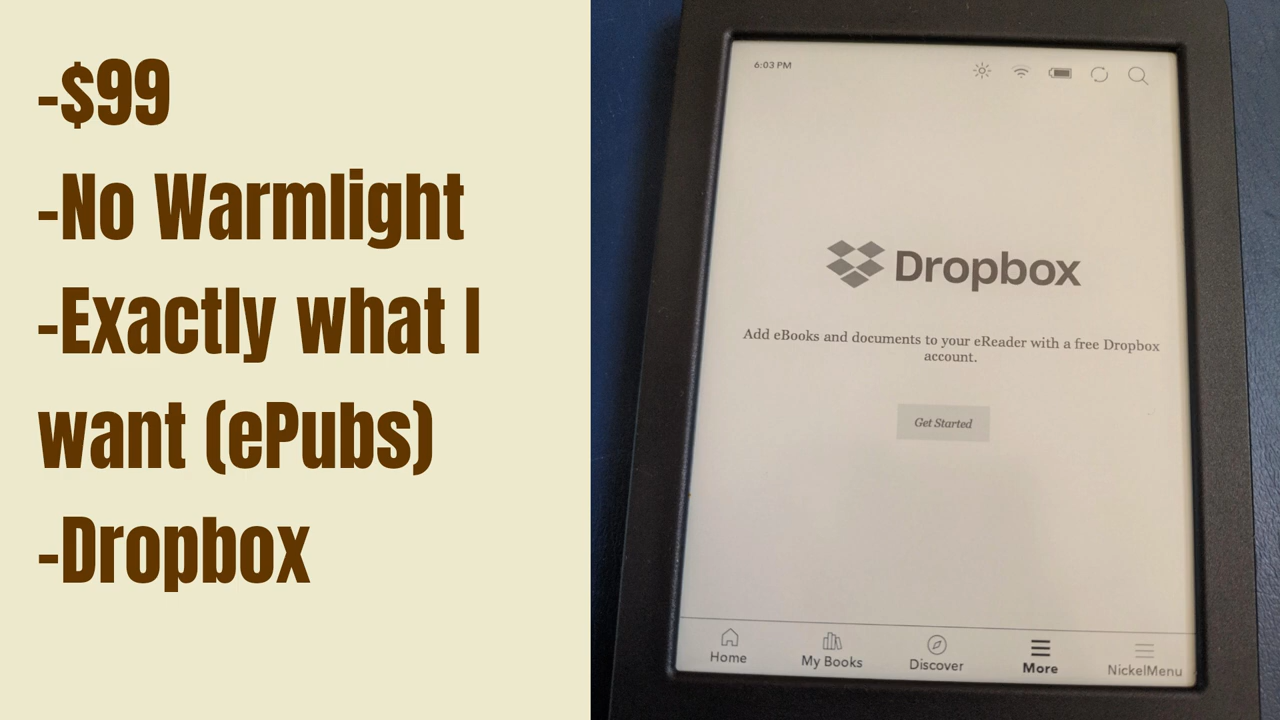 -$99
-No Warmlight
-Exactly what I
want (ePubs)
-Dropbox
6:03 PM
Dropbox
Add eBooks and documents to your eReader with a free Dropbox
account.
Get Started
Home
My Books
Discover
More
NickelMenu